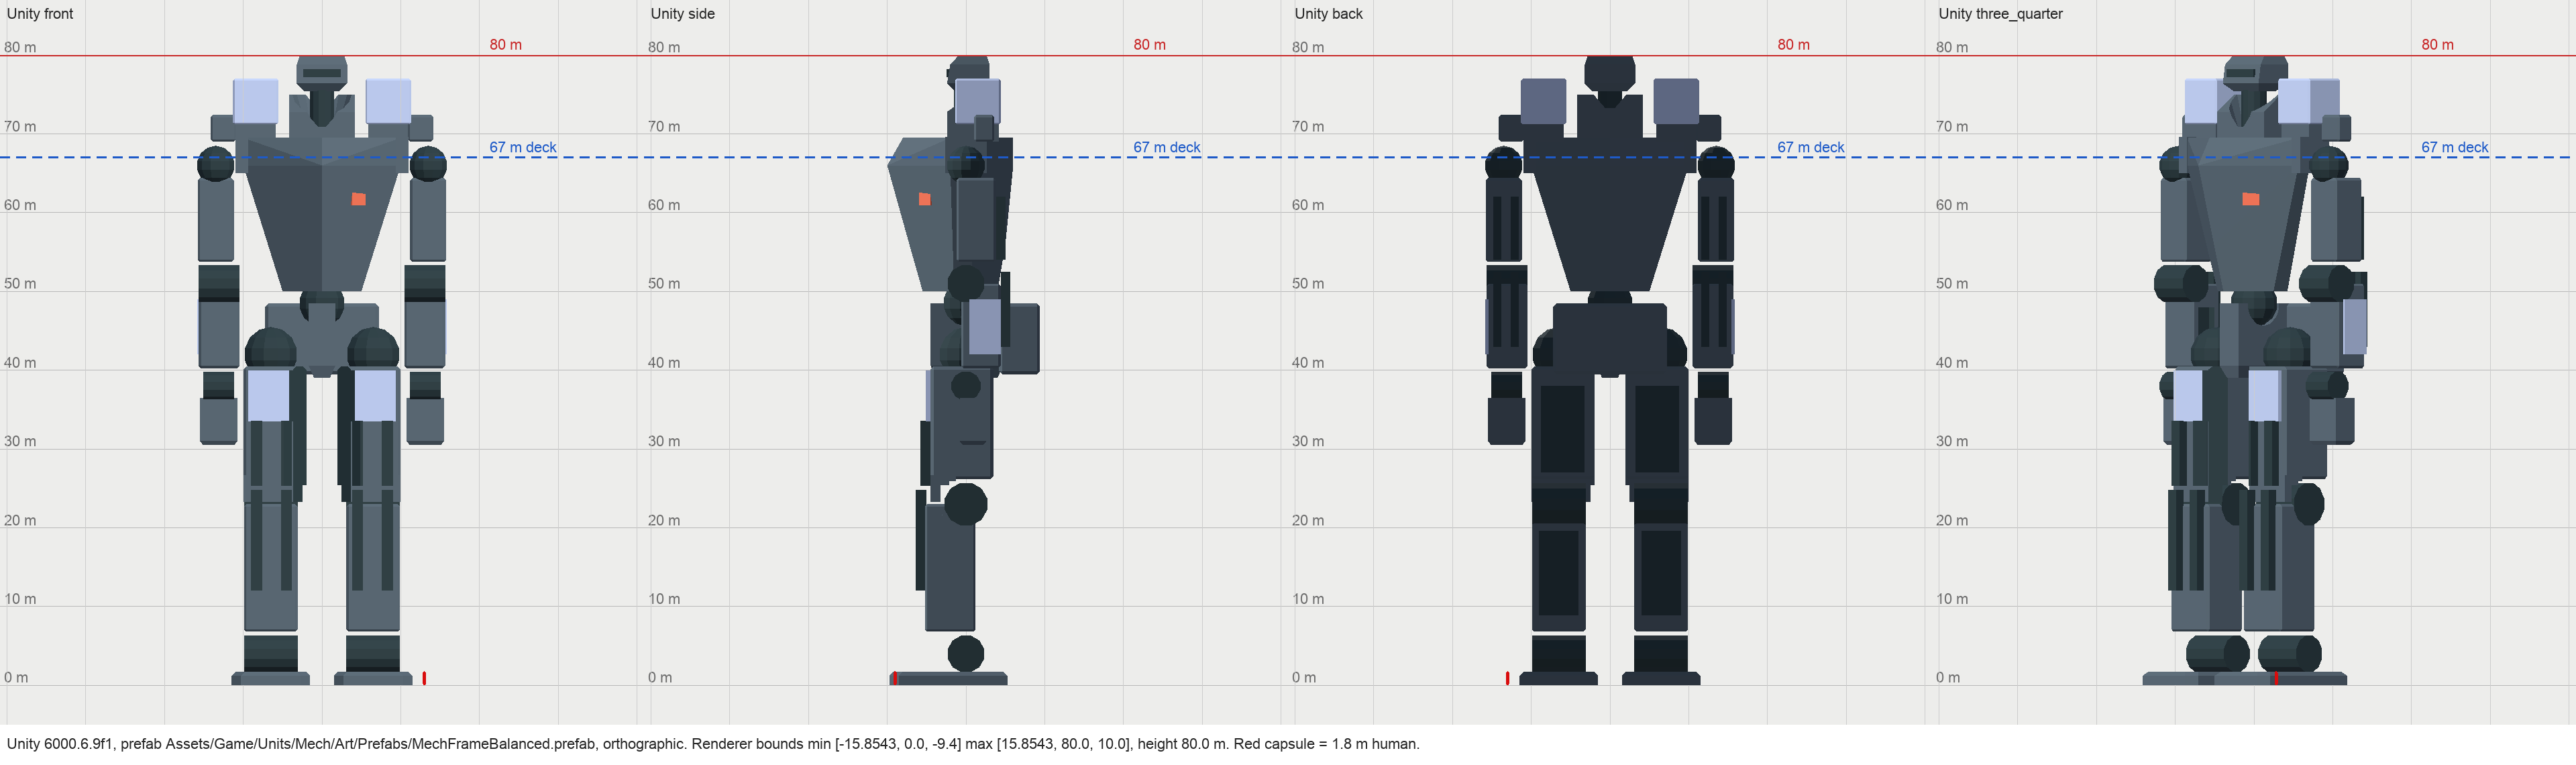 Unity front
80 m
80 m
70 m
67 m deck
60 m
50 m
40 m
30 m
20 m
10 m
0 m
Unity side
80 m
80 m
70 m
67 m deck
60 m
50 m
40 m
30 m
20 m
10 m
0 m
Unity back
80 m
80 m
70 m
67 m deck
60 m
50 m
40 m
30 m
20 m
10 m
0 m
Unity three_quarter
80 m
80 m
70 m
67 m deck
60 m
50 m
40 m
30 m
20 m
10 m
0 m
Unity 6000.6.9f1, prefab Assets/Game/Units/Mech/Art/Prefabs/MechFrameBalanced.prefab, orthographic. Renderer bounds min [-15.8543, 0.0, -9.4] max [15.8543, 80.0, 10.0], height 80.0 m. Red capsule = 1.8 m human.